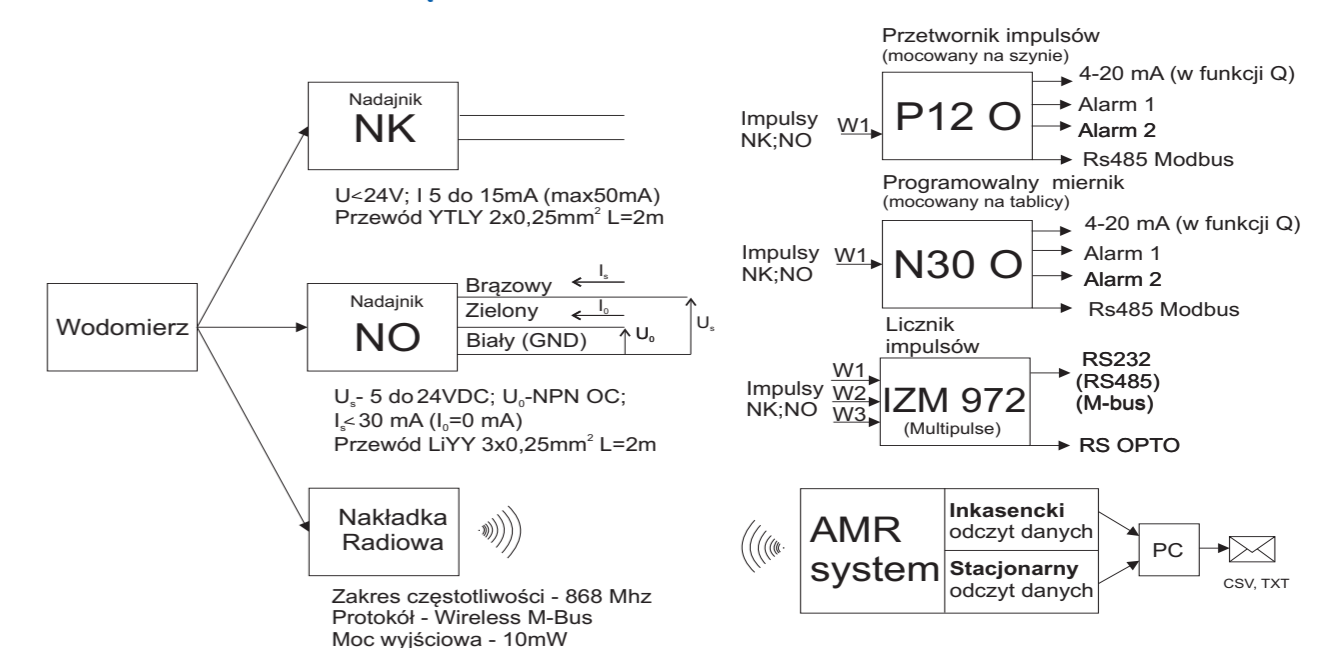 Nadajnik
NK
U<24V; I 5 do 15mA (max50mA)
Przewód YTLY 2x0,25mm² L=2m
Wodomierz
Nadajnik
NO
Brązowy
Iₛ
Zielony
I₀
Biały (GND)
U₀
Uₛ
Uₛ- 5 do 24VDC; U₀-NPN OC;
Iₛ< 30 mA (I₀=0 mA)
Przewód LiYY 3x0,25mm² L=2m
Nakładka
Radiowa
Zakres częstotliwości - 868 Mhz
Protokół - Wireless M-Bus
Moc wyjściowa - 10mW
Przetwornik impulsów
(mocowany na szynie)
Impulsy
NK;NO
W1
P12 O
4-20 mA (w funkcji Q)
Alarm 1
Alarm 2
Rs485 Modbus
Programowalny miernik
(mocowany na tablicy)
Impulsy
NK;NO
W1
N30 O
4-20 mA (w funkcji Q)
Alarm 1
Alarm 2
Rs485 Modbus
Licznik
impulsów
Impulsy
NK;NO
W1
W2
W3
IZM 972
(Multipulse)
RS232
(RS485)
(M-bus)
RS OPTO
AMR
system
Inkasencki
odczyt danych
Stacjonarny
odczyt danych
PC
CSV, TXT